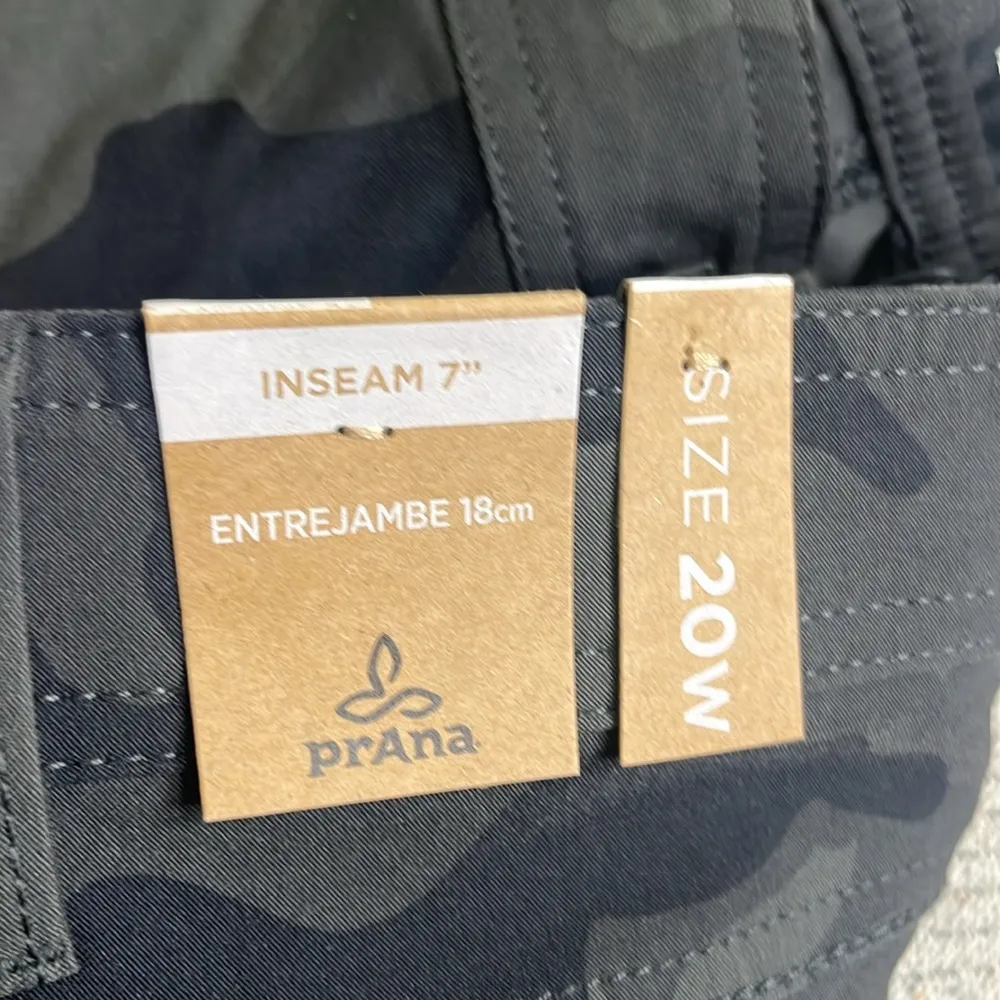 INSEAM 7"
ENTREJAMBE 18cm
prAna
SIZE 20W